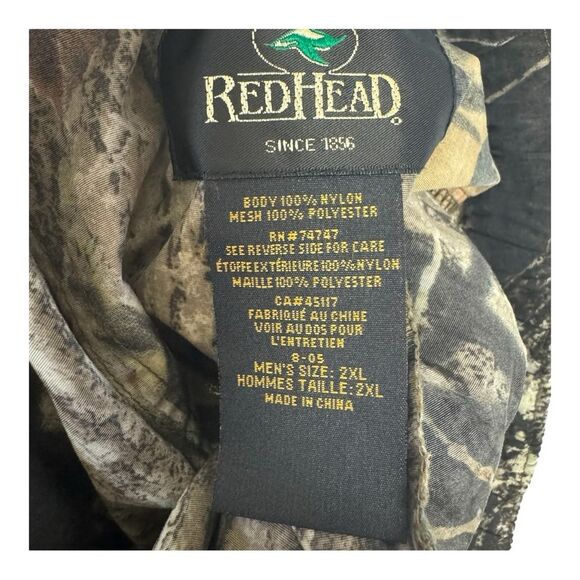 REDHEAD®
SINCE 1856
BODY 100% NYLON
MESH 100% POLYESTER
RN# 74747
SEE REVERSE SIDE FOR CARE
ÉTOFFE EXTÉRIEURE 100% NYLON
MAILLE 100% POLYESTER
CA# 45117
FABRIQUÉ AU CHINE
VOIR AU DOS POUR
L'ENTRETIEN
8-05
MEN'S SIZE: 2XL
HOMMES TAILLE: 2XL
MADE IN CHINA